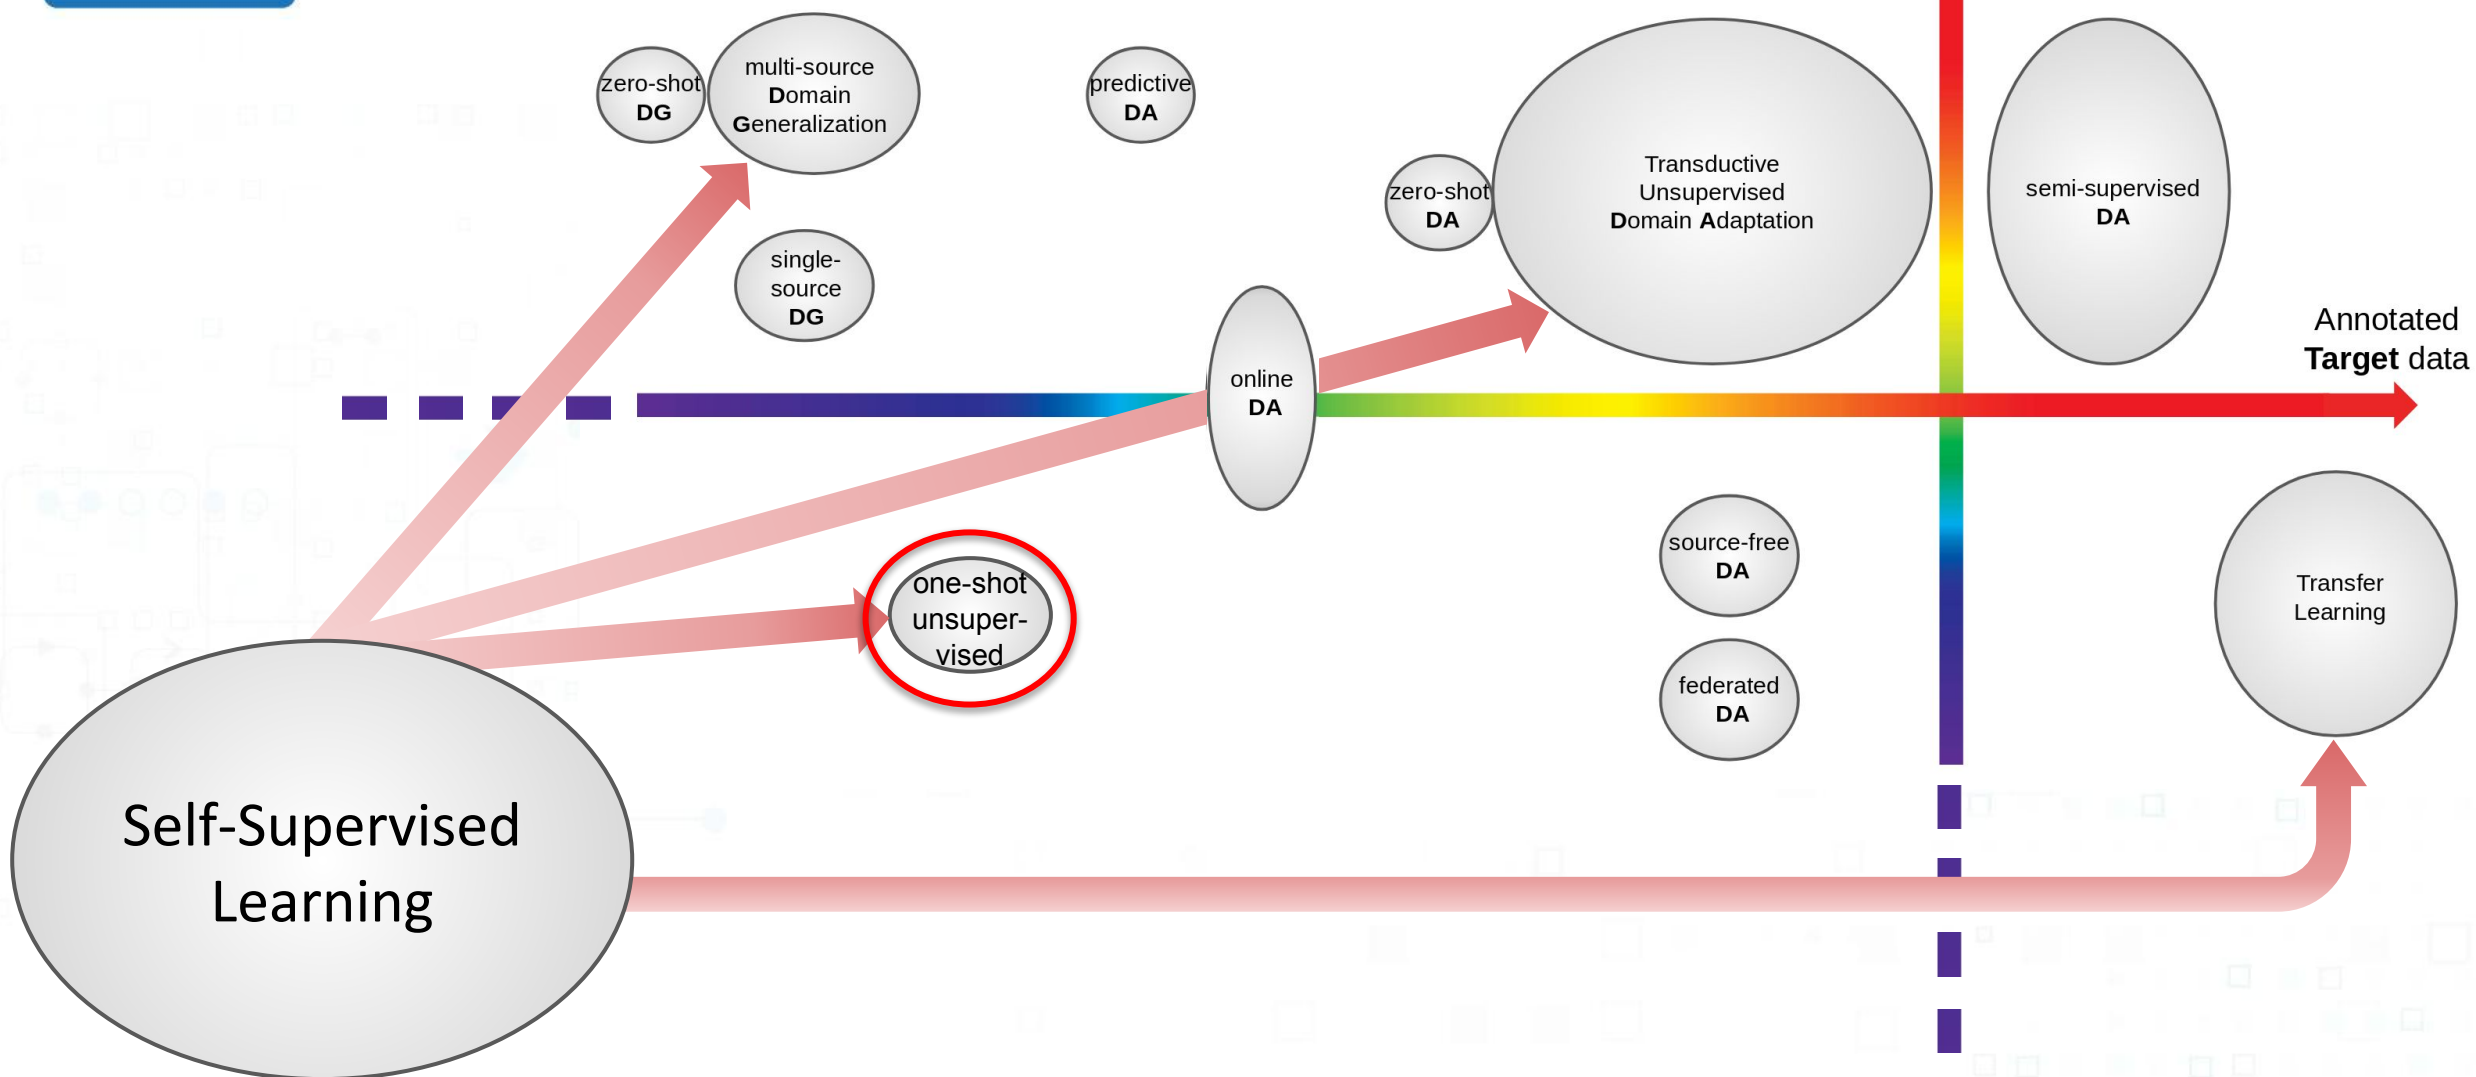 zero-shot
DG
multi-source
Domain
Generalization
predictive
DA
single-
source
DG
zero-shot
DA
Transductive
Unsupervised
Domain Adaptation
semi-supervised
DA
Annotated
Target data
online
DA
one-shot
unsuper-
vised
source-free
DA
federated
DA
Transfer
Learning
Self-Supervised
Learning